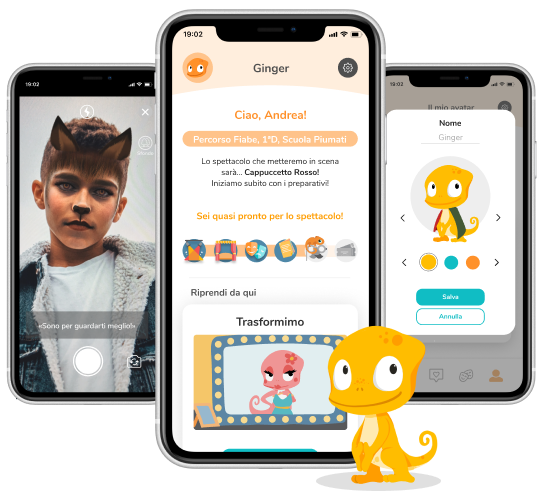 19:02
«Sono per guardarti meglio!»
19:02
Ginger
Ciao, Andrea!
Percorso Fiabe, 1°D, Scuola Piumati
Lo spettacolo che metteremo in scena
sarà... Cappuccetto Rosso!
Iniziamo subito con i preparativi!
Sei quasi pronto per lo spettacolo!
Riprendi da qui
Trasformimo
19:02
Il mio avatar
Nome
Ginger
Salva
Annulla